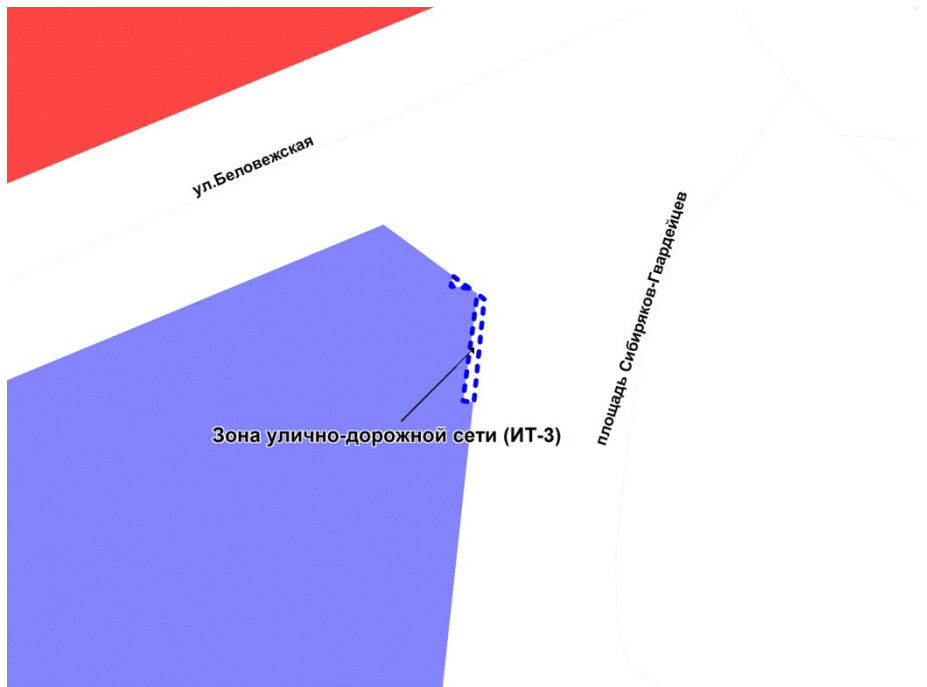 ул.Беловежская
площадь Сибиряков-Гвардейцев
Зона улично-дорожной сети (ИТ-3)